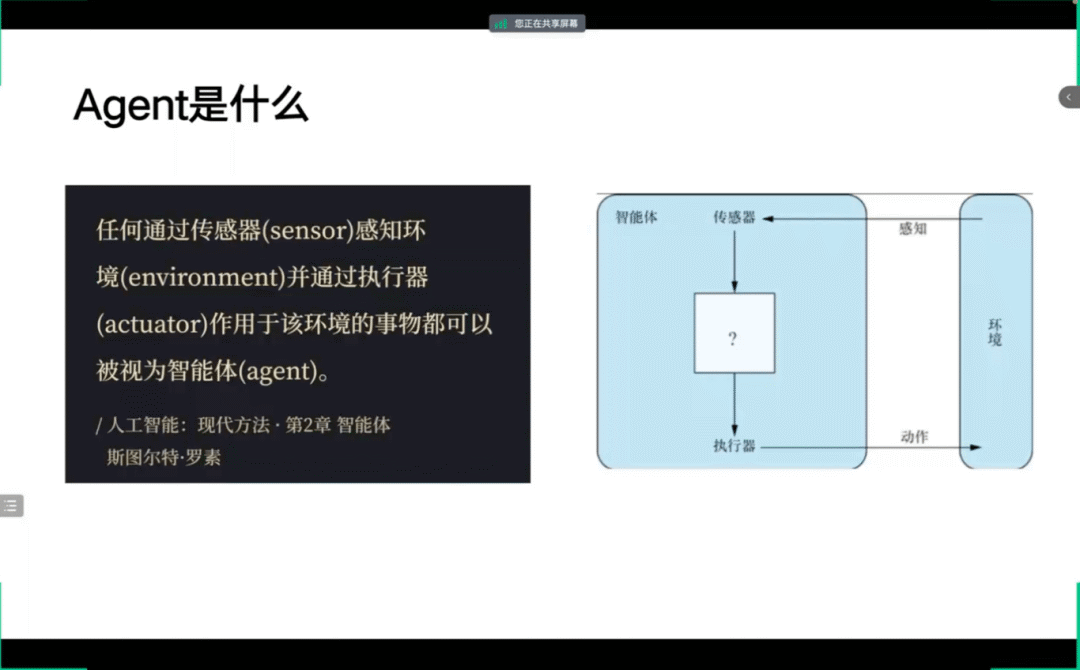 您正在共享屏幕
Agent是什么
任何通过传感器(sensor)感知环
境(environment)并通过执行器
(actuator)作用于该环境的事物都可以
被视为智能体(agent)。
/ 人工智能：现代方法 · 第2章 智能体
斯图尔特·罗素
智能体
传感器
感知
?
环境
执行器
动作